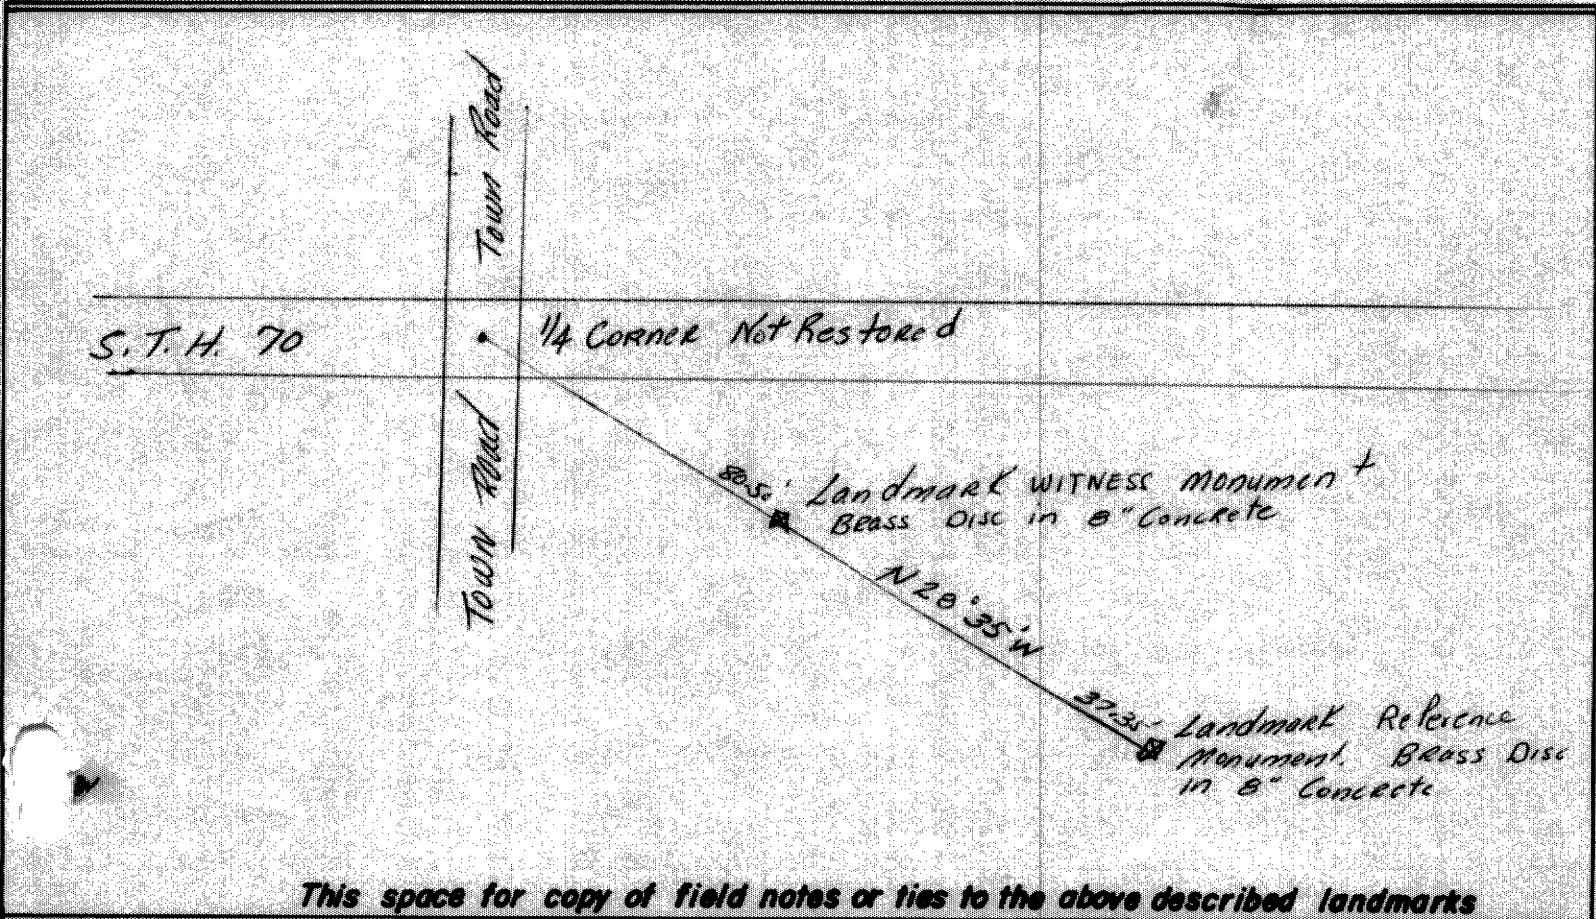 Town Road
S.T.H. 70
1/4 Corner Not Restored
Town Road
80.50' Landmark WITNESS Monument
Brass Disc in 8" Concrete
N 28°35'W
37.35' Landmark Reference
Monument. Brass Disc
in 8" Concrete
This space for copy of field notes or ties to the above described landmarks